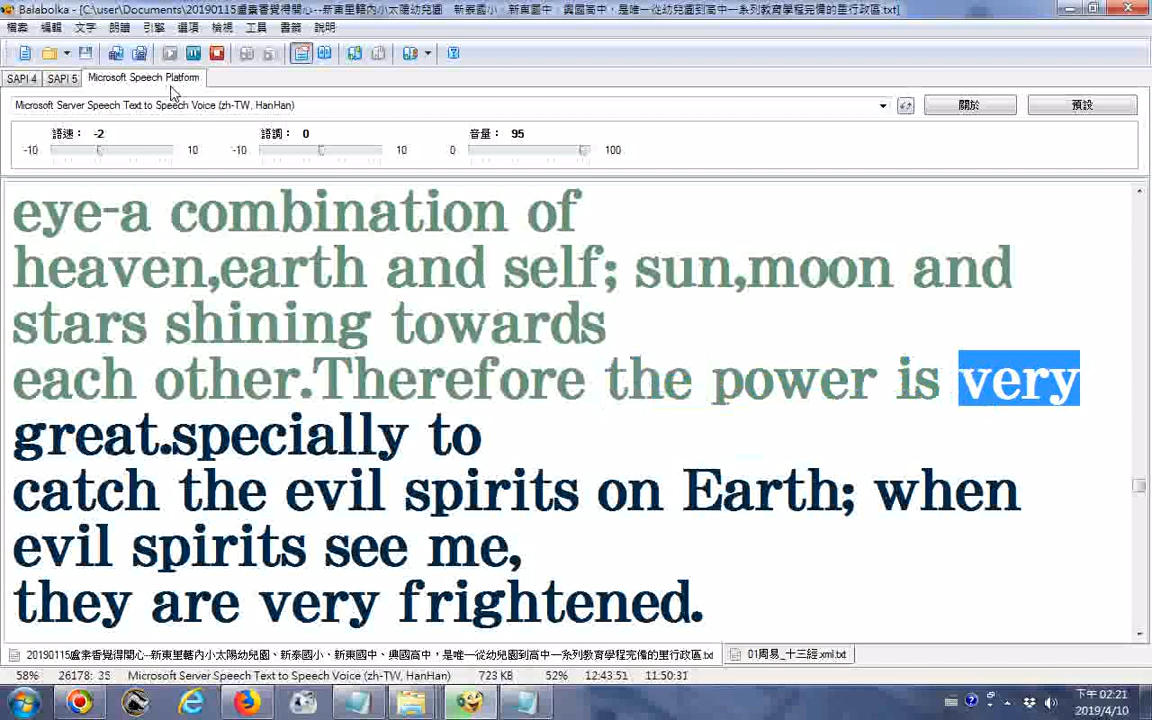 Balabolka - [C:\user\Documents\20190115盧素香覺得開心--新東里轄內小太陽幼兒園、新泰國小、新東國中、興國高中，是唯一從幼兒園到高中一系列教育學程完備的里行政區.txt]
檔案 編輯 文字 朗讀 引擎 選項 檢視 工具 書籤 說明
SAPI 4 SAPI 5 Microsoft Speech Platform
Microsoft Server Speech Text to Speech Voice (zh-TW, HanHan) 關於 預設
語速： -2 語調： 0 音量： 95
-10 10 -10 10 0 100
eye-a combination of
heaven,earth and self; sun,moon and
stars shining towards
each other.Therefore the power is very
great.specially to
catch the evil spirits on Earth; when
evil spirits see me,
they are very frightened.
20190115盧素香覺得開心--新東里轄內小太陽幼兒園、新泰國小、新東國中、興國高中，是唯一從幼兒園到高中一系列教育學程完備的里行政區.txt 01周易_十三經.xml.txt
58% 26178: 35 Microsoft Server Speech Text to Speech Voice (zh-TW, HanHan) 723 KB 52% 12:43.51 11:50:31
下午 02:21
2019/4/10